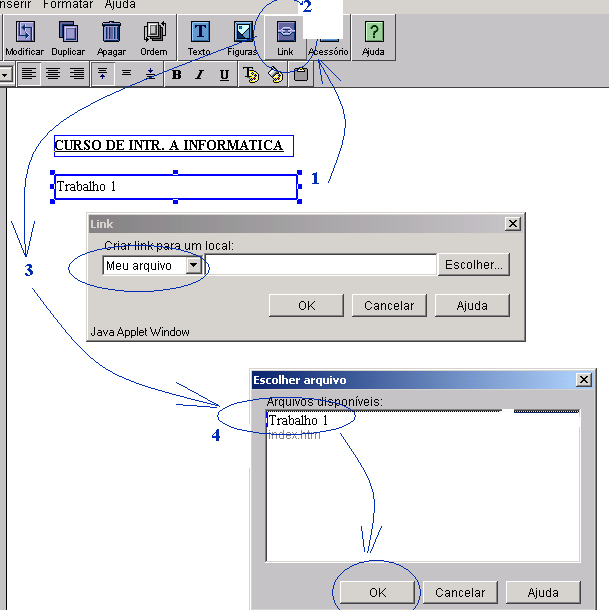 Inserir Formatar Ajuda
2
Modificar Duplicar Apagar Ordem Texto Figuras Link Acessório Ajuda
B I U T
CURSO DE INTR. A INFORMATICA
Trabalho 1
1
Link
Criar link para um local:
Meu arquivo Escolher...
3
OK Cancelar Ajuda
Java Applet Window
Escolher arquivo
Arquivos disponíveis:
Trabalho 1
index.htm
4
OK Cancelar Ajuda